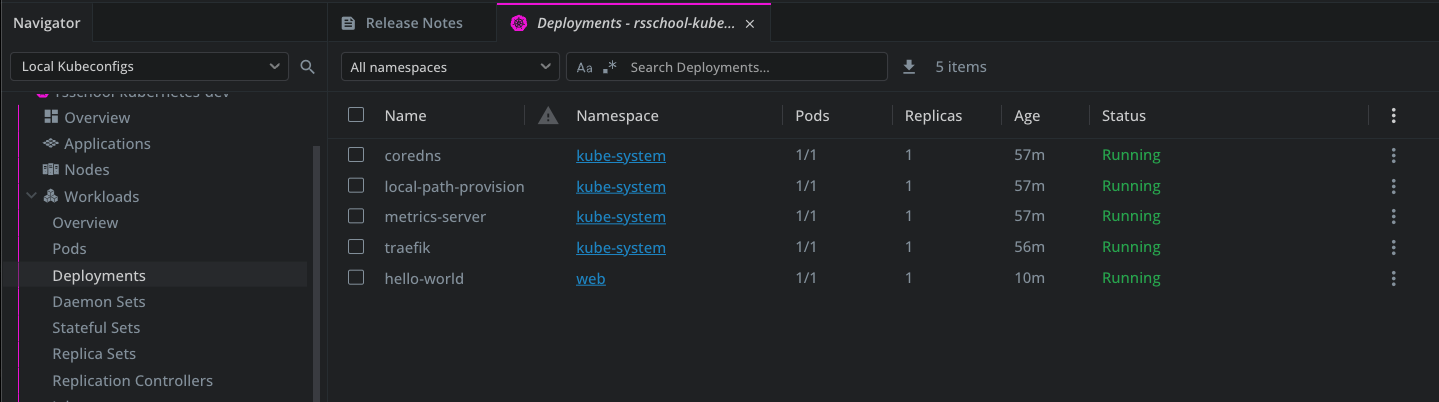 Navigator
Release Notes
Deployments - rsschool-kube...
Local Kubeconfigs
All namespaces
Aa
Search Deployments...
5 items
rsschool-kubernetes-dev
Overview
Applications
Nodes
Workloads
Overview
Pods
Deployments
Daemon Sets
Stateful Sets
Replica Sets
Replication Controllers
Name Namespace Pods Replicas Age Status
coredns kube-system 1/1 1 57m Running
local-path-provision kube-system 1/1 1 57m Running
metrics-server kube-system 1/1 1 57m Running
traefik kube-system 1/1 1 56m Running
hello-world web 1/1 1 10m Running